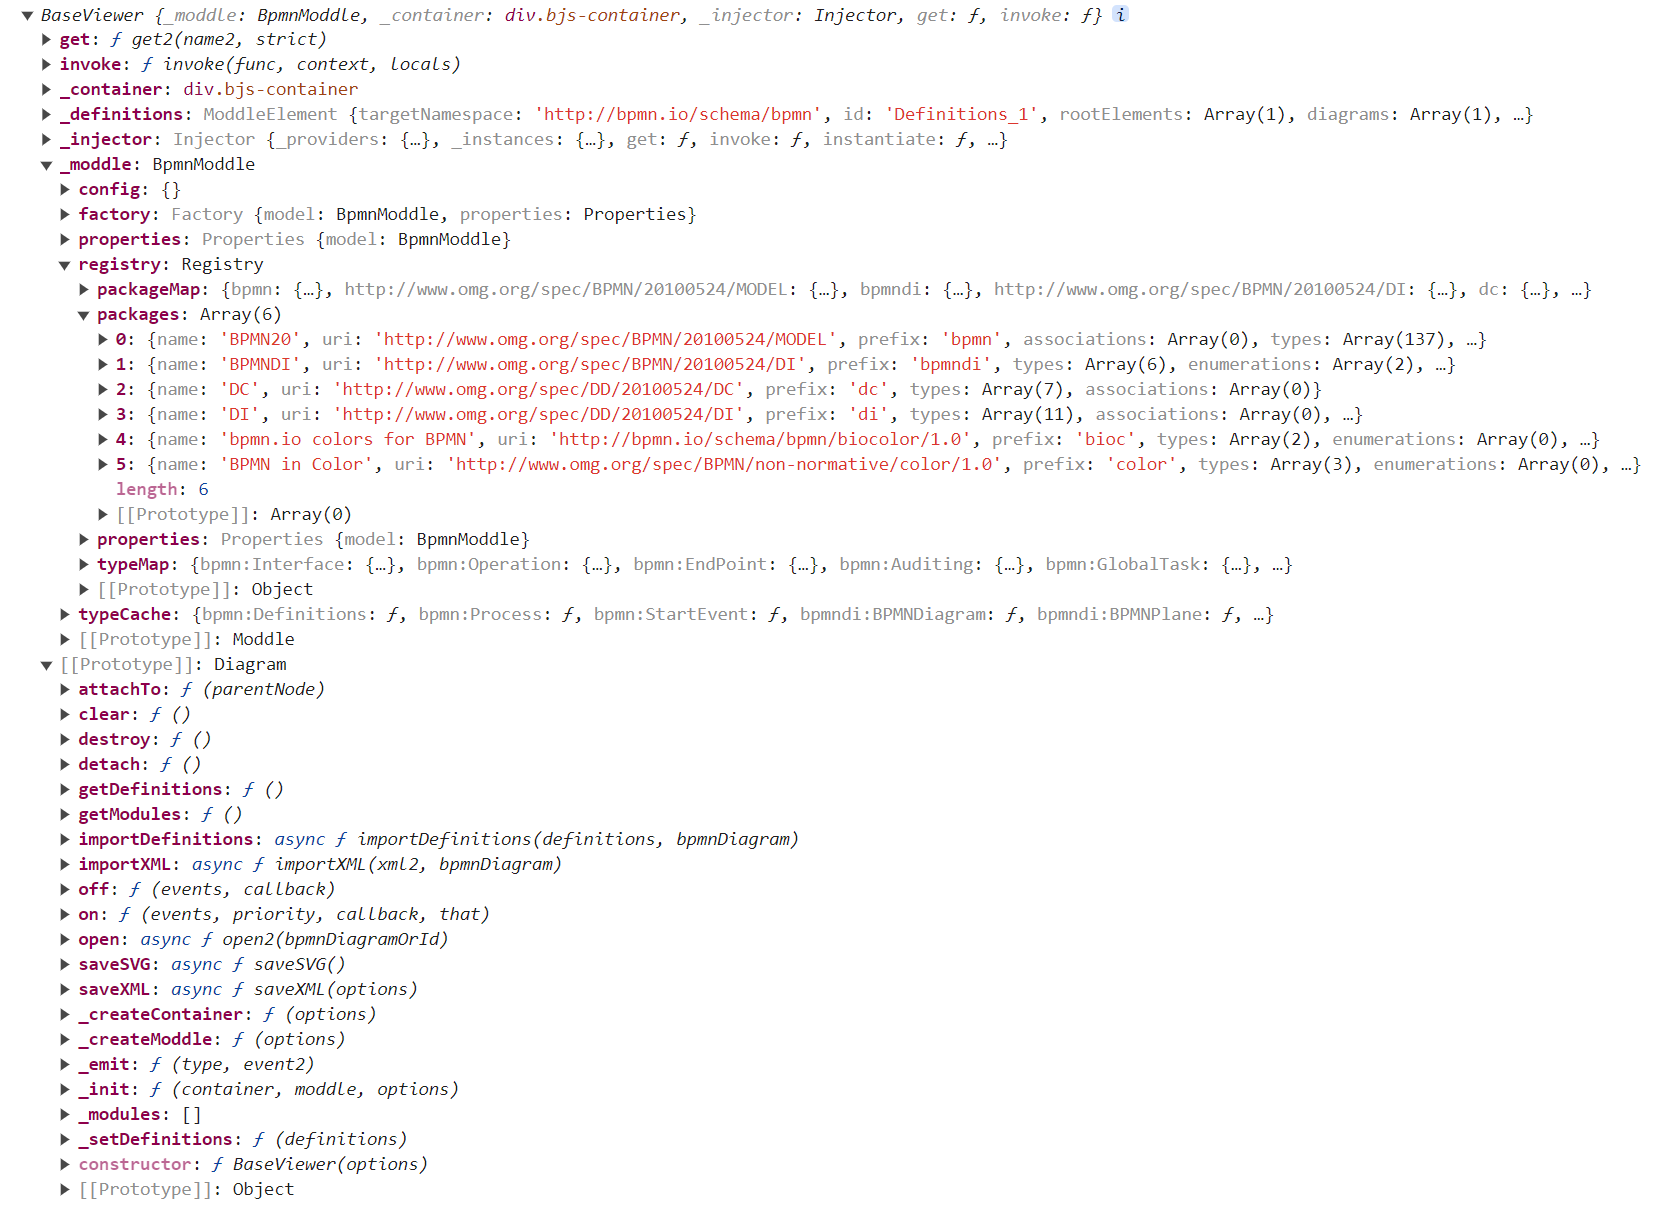 ▼ BaseViewer {_moddle: BpmnModdle, _container: div.bjs-container, _injector: Injector, get: ƒ, invoke: ƒ} i
▶ get: ƒ get2(name2, strict)
▶ invoke: ƒ invoke(func, context, locals)
▶ _container: div.bjs-container
▶ _definitions: ModdleElement {targetNamespace: 'http://bpmn.io/schema/bpmn', id: 'Definitions_1', rootElements: Array(1), diagrams: Array(1), …}
▶ _injector: Injector {_providers: {…}, _instances: {…}, get: ƒ, invoke: ƒ, instantiate: ƒ, …}
▼ _moddle: BpmnModdle
▶ config: {}
▶ factory: Factory {model: BpmnModdle, properties: Properties}
▶ properties: Properties {model: BpmnModdle}
▼ registry: Registry
▶ packageMap: {bpmn: {…}, http://www.omg.org/spec/BPMN/20100524/MODEL: {…}, bpmndi: {…}, http://www.omg.org/spec/BPMN/20100524/DI: {…}, dc: {…}, …}
▼ packages: Array(6)
▶ 0: {name: 'BPMN20', uri: 'http://www.omg.org/spec/BPMN/20100524/MODEL', prefix: 'bpmn', associations: Array(0), types: Array(137), …}
▶ 1: {name: 'BPMNDI', uri: 'http://www.omg.org/spec/BPMN/20100524/DI', prefix: 'bpmndi', types: Array(6), enumerations: Array(2), …}
▶ 2: {name: 'DC', uri: 'http://www.omg.org/spec/DD/20100524/DC', prefix: 'dc', types: Array(7), associations: Array(0)}
▶ 3: {name: 'DI', uri: 'http://www.omg.org/spec/DD/20100524/DI', prefix: 'di', types: Array(11), associations: Array(0), …}
▶ 4: {name: 'bpmn.io colors for BPMN', uri: 'http://bpmn.io/schema/bpmn/biocolor/1.0', prefix: 'bioc', types: Array(2), enumerations: Array(0), …}
▶ 5: {name: 'BPMN in Color', uri: 'http://www.omg.org/spec/BPMN/non-normative/color/1.0', prefix: 'color', types: Array(3), enumerations: Array(0), …}
length: 6
▶ [[Prototype]]: Array(0)
▶ properties: Properties {model: BpmnModdle}
▶ typeMap: {bpmn:Interface: {…}, bpmn:Operation: {…}, bpmn:EndPoint: {…}, bpmn:Auditing: {…}, bpmn:GlobalTask: {…}, …}
▶ [[Prototype]]: Object
▶ typeCache: {bpmn:Definitions: ƒ, bpmn:Process: ƒ, bpmn:StartEvent: ƒ, bpmndi:BPMNDiagram: ƒ, bpmndi:BPMNPlane: ƒ, …}
▶ [[Prototype]]: Moddle
▼ [[Prototype]]: Diagram
▶ attachTo: ƒ (parentNode)
▶ clear: ƒ ()
▶ destroy: ƒ ()
▶ detach: ƒ ()
▶ getDefinitions: ƒ ()
▶ getModules: ƒ ()
▶ importDefinitions: async ƒ importDefinitions(definitions, bpmnDiagram)
▶ importXML: async ƒ importXML(xml2, bpmnDiagram)
▶ off: ƒ (events, callback)
▶ on: ƒ (events, priority, callback, that)
▶ open: async ƒ open2(bpmnDiagramOrId)
▶ saveSVG: async ƒ saveSVG()
▶ saveXML: async ƒ saveXML(options)
▶ _createContainer: ƒ (options)
▶ _createModdle: ƒ (options)
▶ _emit: ƒ (type, event2)
▶ _init: ƒ (container, moddle, options)
▶ _modules: []
▶ _setDefinitions: ƒ (definitions)
▶ constructor: ƒ BaseViewer(options)
▶ [[Prototype]]: Object